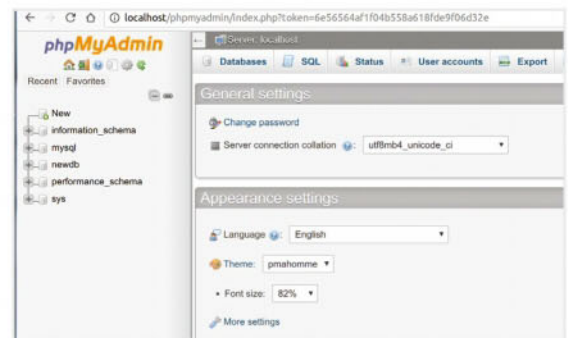 localhost/phpmyadmin/index.php?token=6e56564af1f04b558a618fde9f06d32e
phpMyAdmin
Recent Favorites
New
information_schema
mysql
newdb
performance_schema
sys
Server: localhost
Databases SQL Status User accounts Export
General settings
Change password
Server connection collation : utf8mb4_unicode_ci
Appearance settings
Language : English
Theme: pmahomme
Font size: 82%
More settings